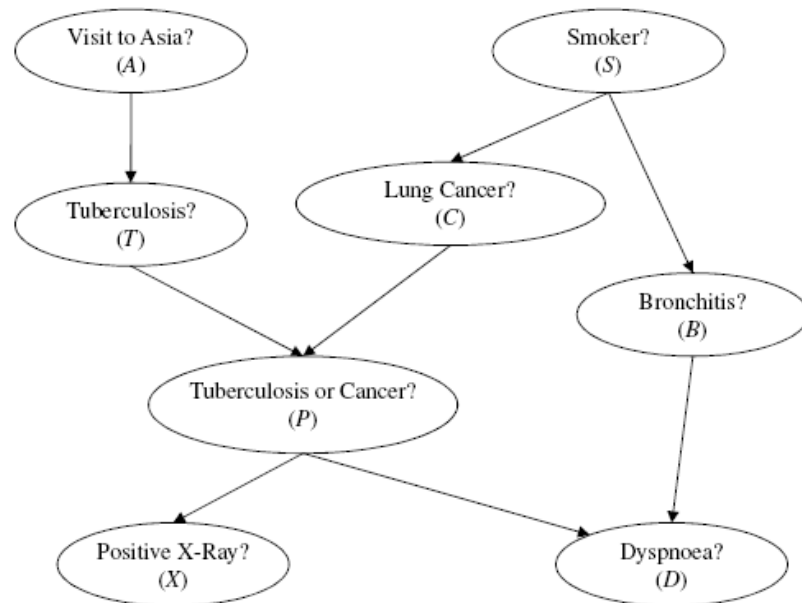 Visit to Asia?
(A)
Smoker?
(S)
Lung Cancer?
(C)
Tuberculosis?
(T)
Bronchitis?
(B)
Tuberculosis or Cancer?
(P)
Positive X-Ray?
(X)
Dyspnoea?
(D)